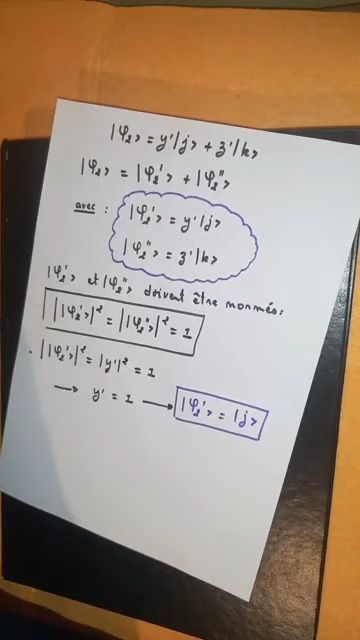 |φ₂> = y'|j> + z'|k>
|φ₂> = |φ₂'> + |φ₂''>
avec : |φ₂'> = y'|j>
|φ₂''> = z'|k>
|φ₂'> et |φ₂''> doivent être normés:
||φ₂'>|² = ||φ₂''>|² = 1
. ||φ₂'>|² = |y'|² = 1
→ y' = 1 → |φ₂'> = |j>